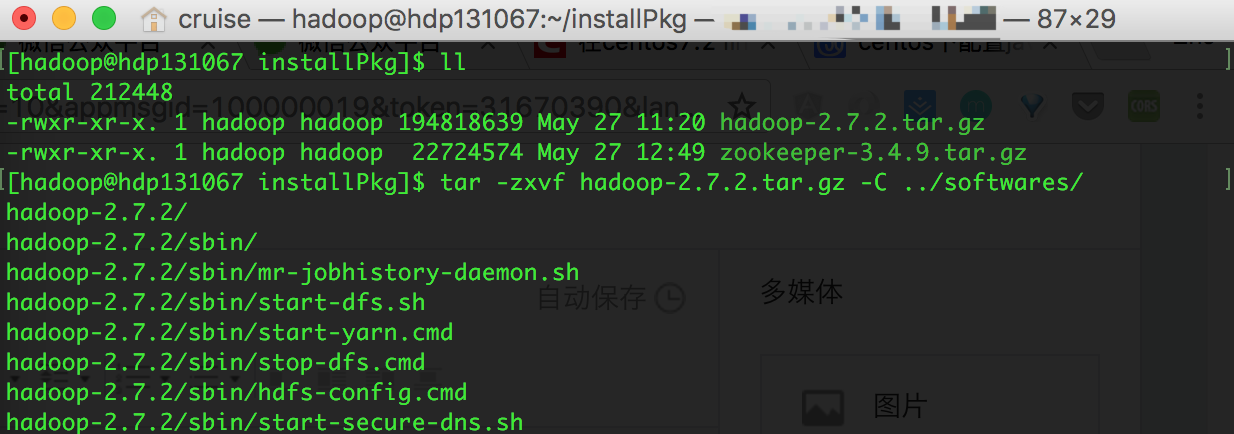 cruise — hadoop@hdp131067:~/installPkg — — 87×29
[hadoop@hdp131067 installPkg]$ ll
total 212448
-rwxr-xr-x. 1 hadoop hadoop 194818639 May 27 11:20 hadoop-2.7.2.tar.gz
-rwxr-xr-x. 1 hadoop hadoop  22724574 May 27 12:49 zookeeper-3.4.9.tar.gz
[hadoop@hdp131067 installPkg]$ tar -zxvf hadoop-2.7.2.tar.gz -C ../softwares/
hadoop-2.7.2/
hadoop-2.7.2/sbin/
hadoop-2.7.2/sbin/mr-jobhistory-daemon.sh
hadoop-2.7.2/sbin/start-dfs.sh
hadoop-2.7.2/sbin/start-yarn.cmd
hadoop-2.7.2/sbin/stop-dfs.cmd
hadoop-2.7.2/sbin/hdfs-config.cmd
hadoop-2.7.2/sbin/start-secure-dns.sh
自动保存
多媒体
图片
CORS